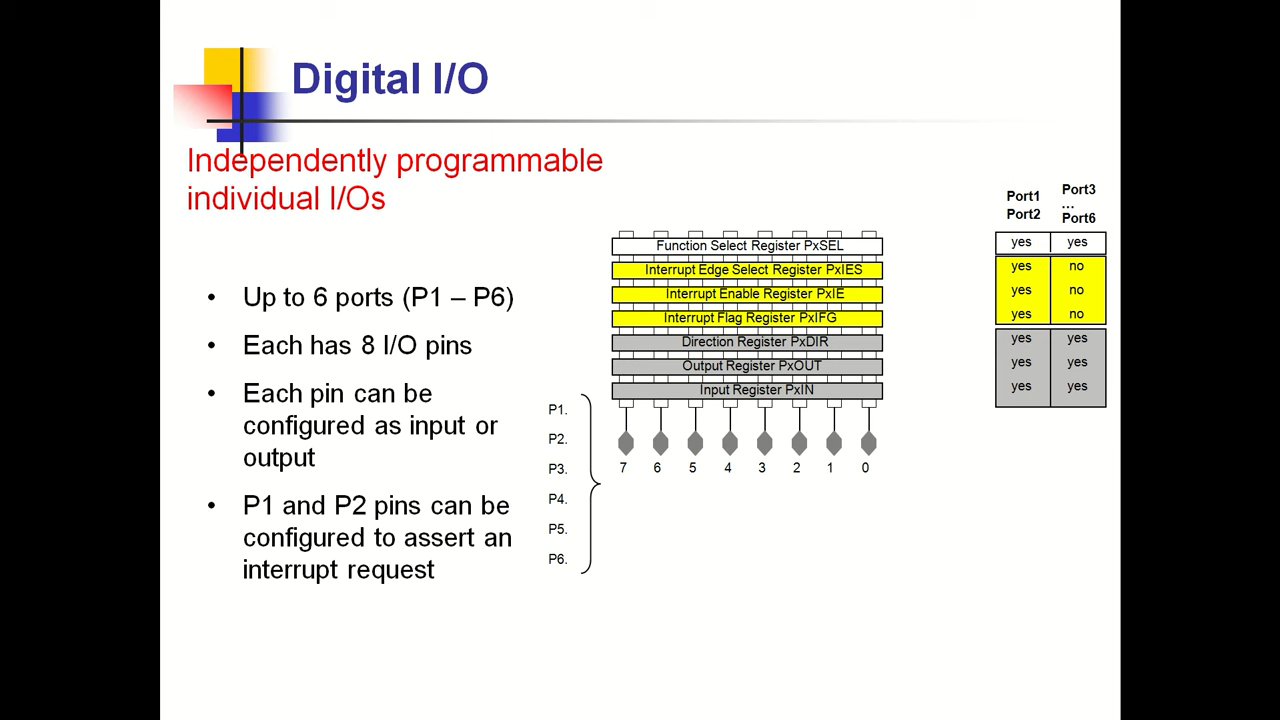 Digital I/O
Independently programmable
individual I/Os
• Up to 6 ports (P1 – P6)
• Each has 8 I/O pins
• Each pin can be
configured as input or
output
• P1 and P2 pins can be
configured to assert an
interrupt request
Function Select Register PxSEL
Interrupt Edge Select Register PxIES
Interrupt Enable Register PxIE
Interrupt Flag Register PxIFG
Direction Register PxDIR
Output Register PxOUT
Input Register PxIN
P1.
P2.
P3.
P4.
P5.
P6.
7 6 5 4 3 2 1 0
Port1
Port2
Port3
...
Port6
yes yes
yes no
yes no
yes no
yes yes
yes yes
yes yes